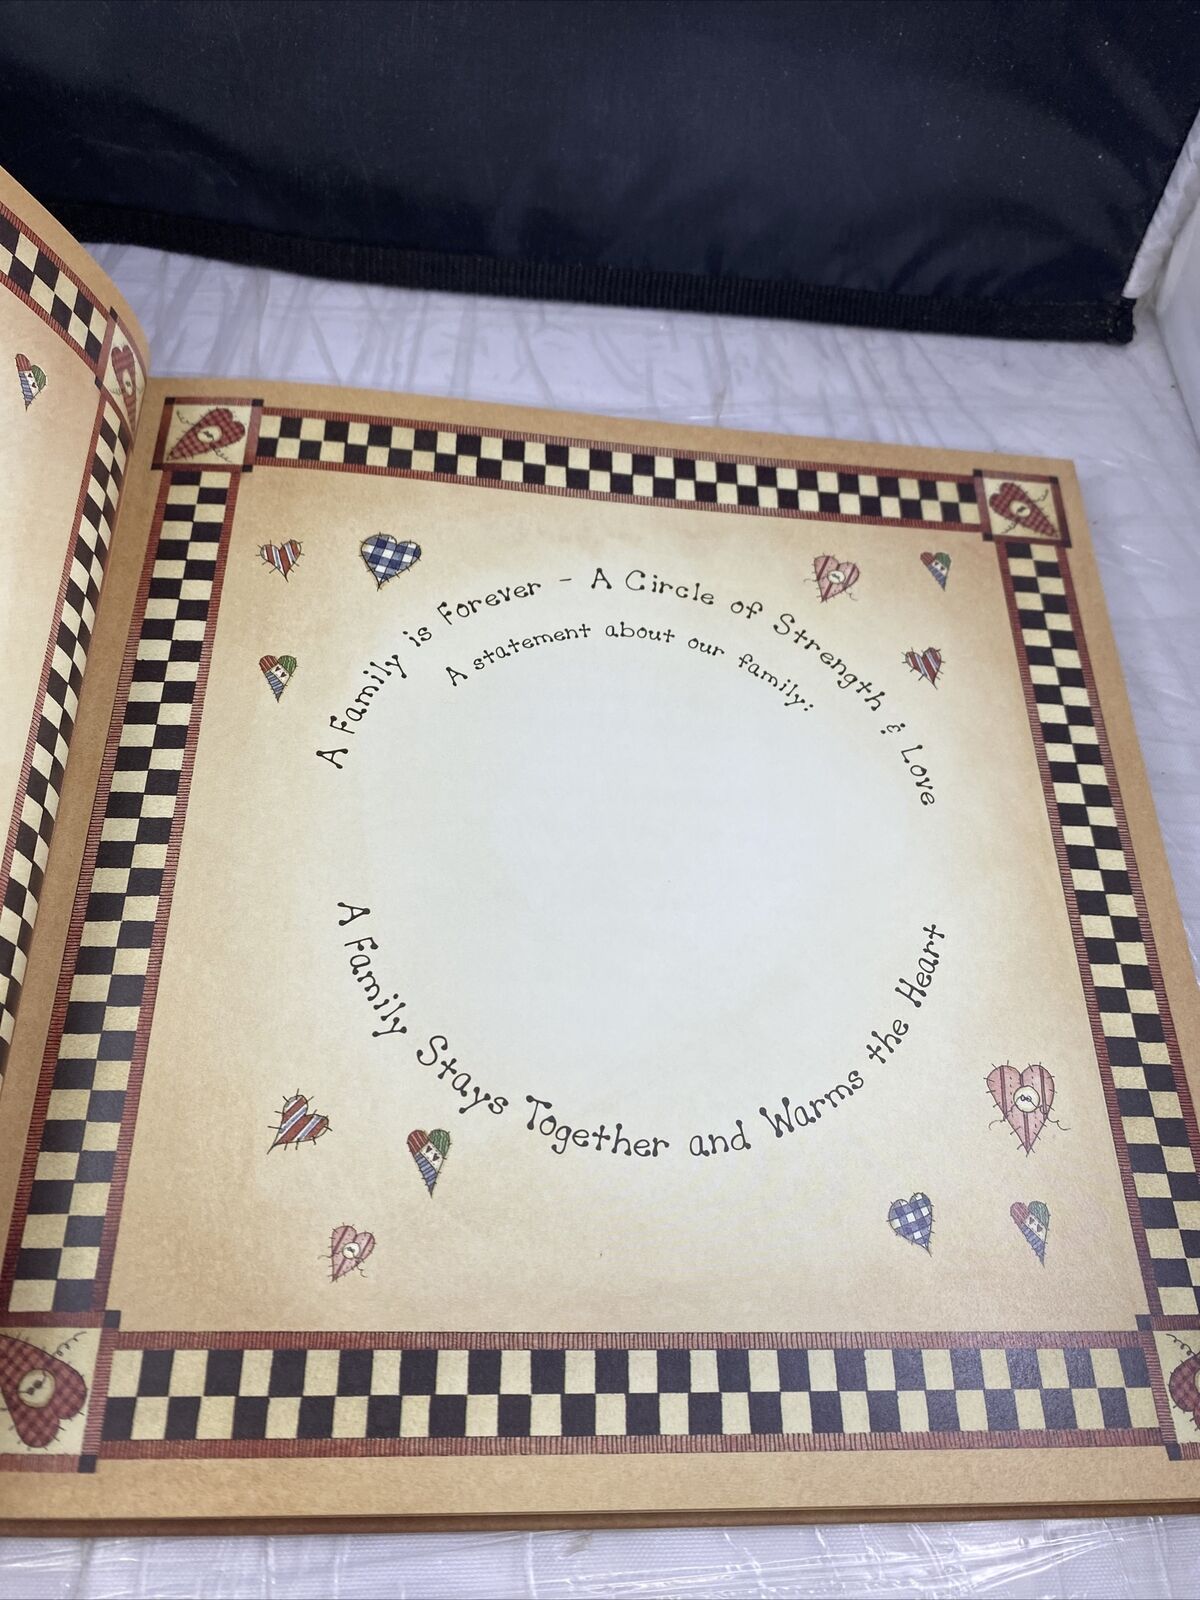 A Family is Forever - A Circle of Strength & Love
A statement about our family:
A Family Stays Together and Warms the Heart